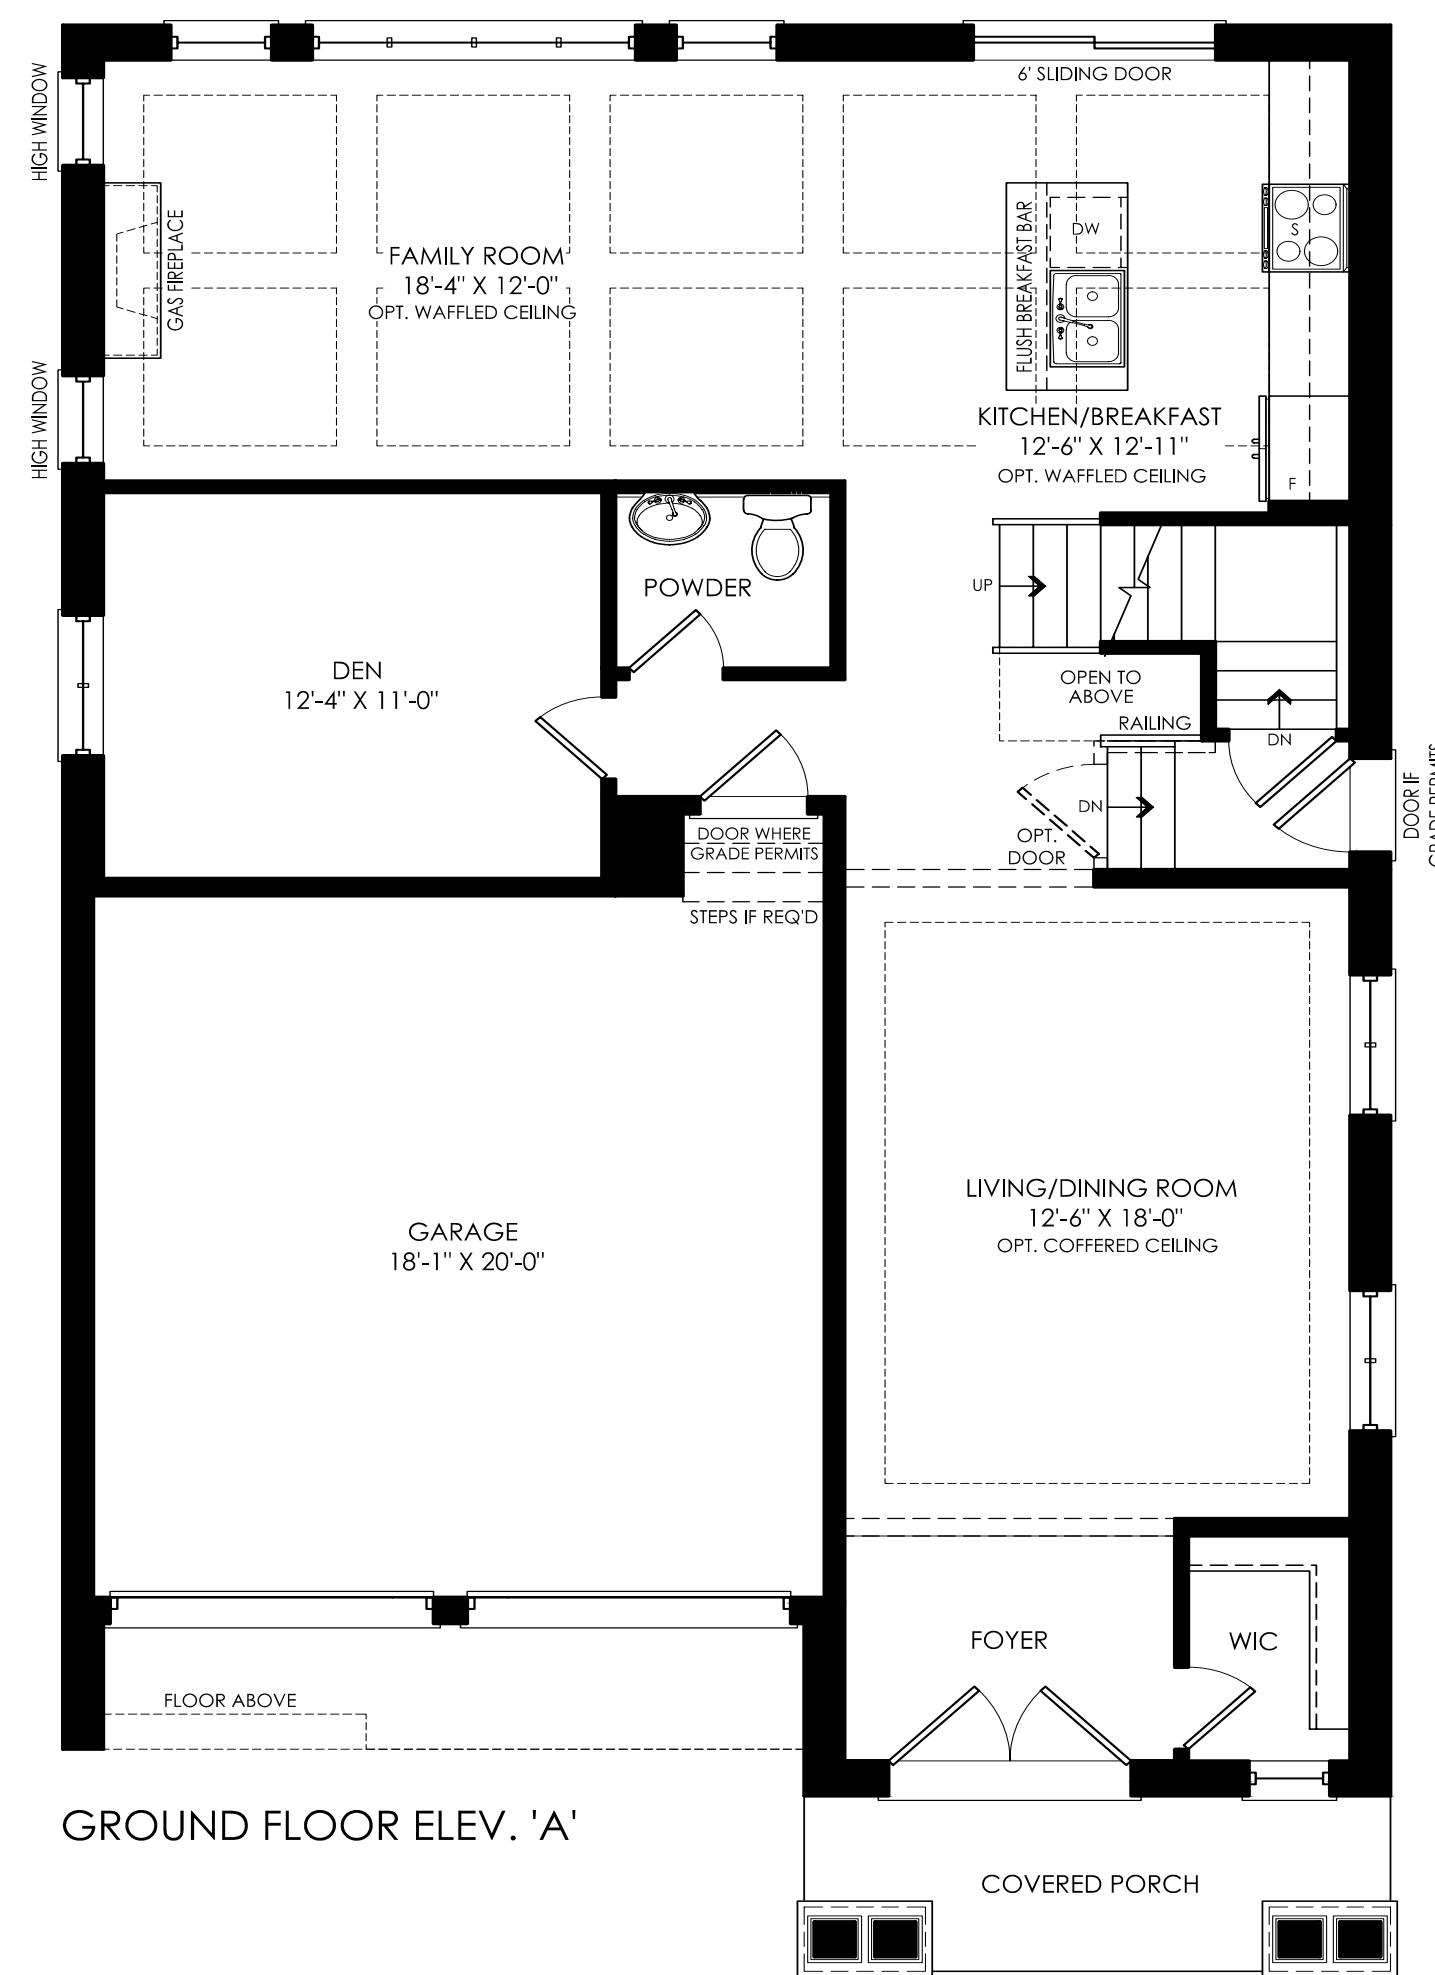 6' SLIDING DOOR
HIGH WINDOW
GAS FIREPLACE
FAMILY ROOM
18'-4" X 12'-0"
OPT. WAFFLED CEILING
FLUSH BREAKFAST BAR
DW
S
HIGH WINDOW
KITCHEN/BREAKFAST
12'-6" X 12'-11"
OPT. WAFFLED CEILING
F
POWDER
UP
DEN
12'-4" X 11'-0"
OPEN TO
ABOVE
RAILING
DN
DN
OPT.
DOOR
DOOR IF
GRADE PERMITS
DOOR WHERE
GRADE PERMITS
STEPS IF REQ'D
LIVING/DINING ROOM
12'-6" X 18'-0"
OPT. COFFERED CEILING
GARAGE
18'-1" X 20'-0"
FOYER
WIC
FLOOR ABOVE
GROUND FLOOR ELEV. 'A'
COVERED PORCH